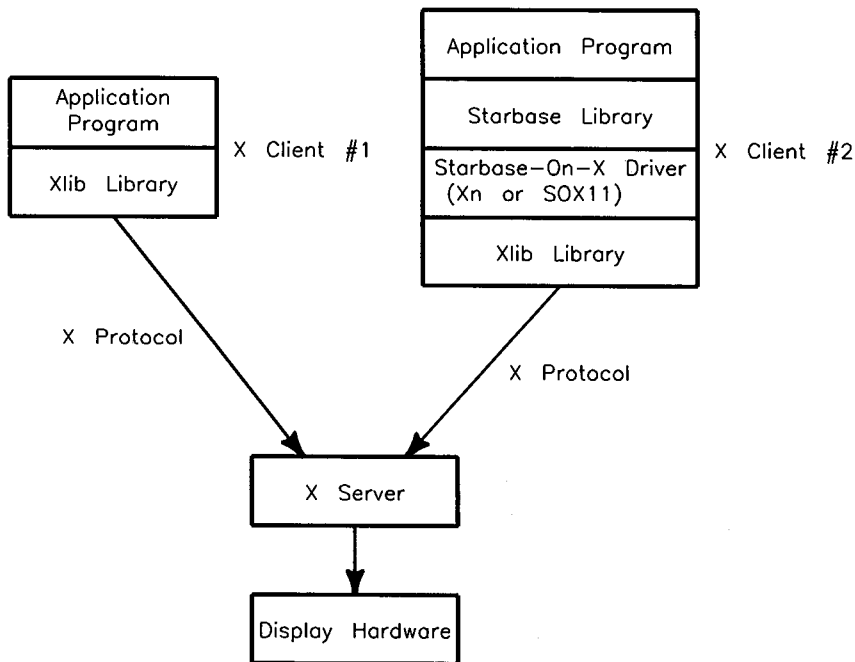 Application
Program
Xlib Library
X Client #1
Application Program
Starbase Library
Starbase-On-X Driver
(Xn or SOX11)
Xlib Library
X Client #2
X Protocol
X Protocol
X Server
Display Hardware